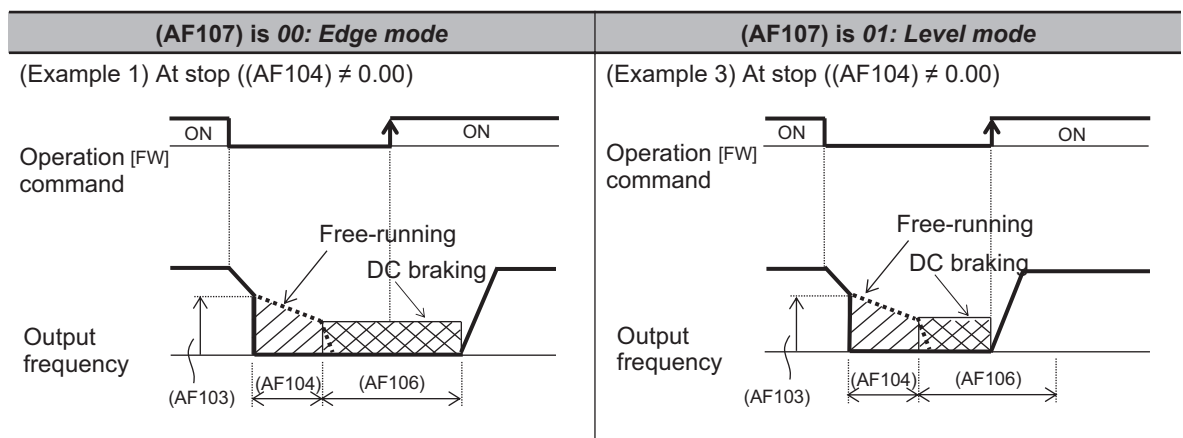 (AF107) is 00: Edge mode
(AF107) is 01: Level mode
(Example 1) At stop ((AF104) ≠ 0.00)
ON
ON
Operation [FW]
command
Free-running
DC braking
Output
frequency
(AF103)
(AF104)
(AF106)
(Example 3) At stop ((AF104) ≠ 0.00)
ON
ON
Operation [FW]
command
Free-running
DC braking
Output
frequency
(AF103)
(AF104)
(AF106)